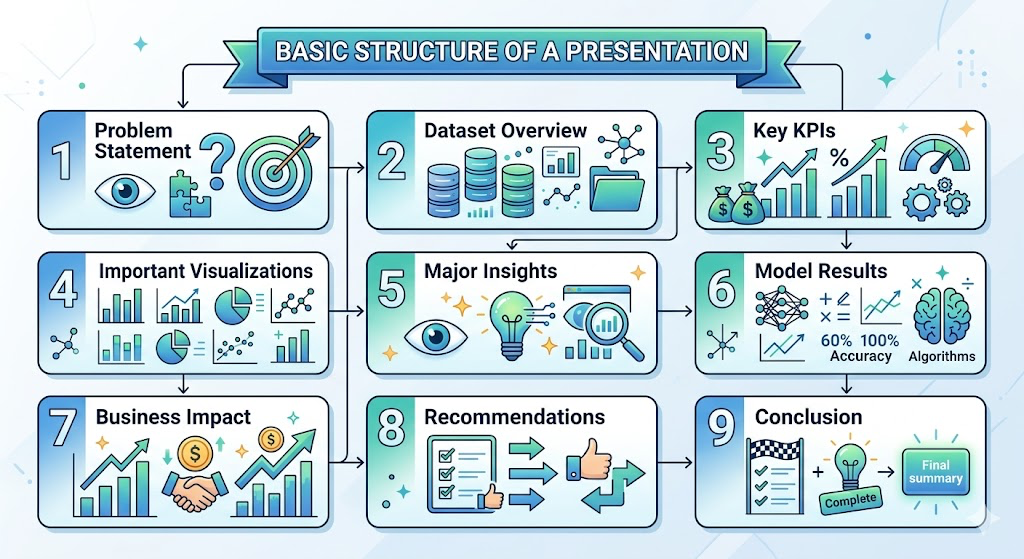 BASIC STRUCTURE OF A PRESENTATION
1
Problem
Statement
?
2
Dataset Overview
3
Key KPIs
%
$ $
4
Important Visualizations
5
Major Insights
6
Model Results
60% 100%
Accuracy
Algorithms
7
Business Impact
$
$
8
Recommendations
9
Conclusion
Complete
Final
summary